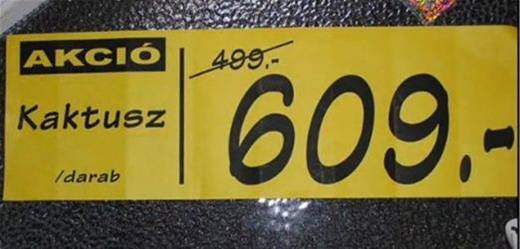 AKCIÓ
Kaktusz
/darab
499.-
609.-